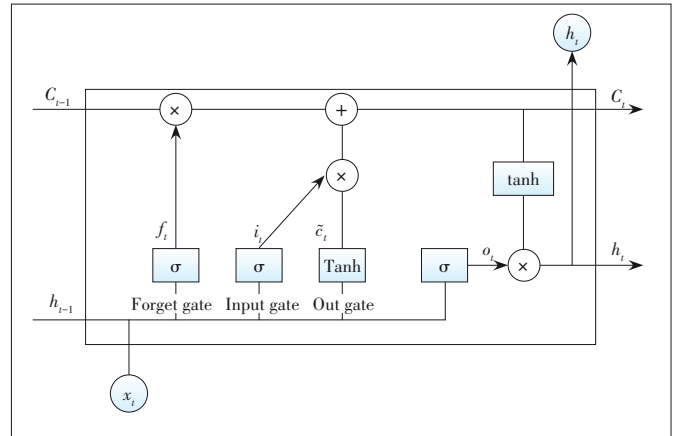 h_t
C_{t-1}
C_t
×
+
×
tanh
f_t
i_t
c̃_t
o_t
h_t
σ
σ
Tanh
σ
×
h_{t-1}
Forget gate
Input gate
Out gate
x_t